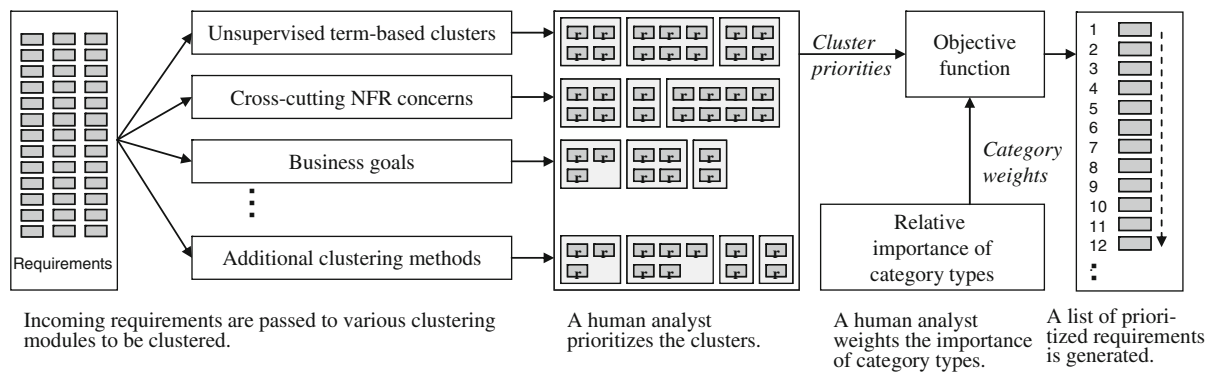 Requirements
Unsupervised term-based clusters
Cross-cutting NFR concerns
Business goals
Additional clustering methods
r r r r r r r
r r r r r r r
r r r r r r r
r r r r r r r
r r r r r
r r r r
r r r r r r r
r r r r r
Cluster
priorities
Objective
function
Category
weights
Relative
importance of
category types
1
2
3
4
5
6
7
8
9
10
11
12
Incoming requirements are passed to various clustering
modules to be clustered.
A human analyst
prioritizes the clusters.
A human analyst
weights the importance
of category types.
A list of priori-
tized requirements
is generated.